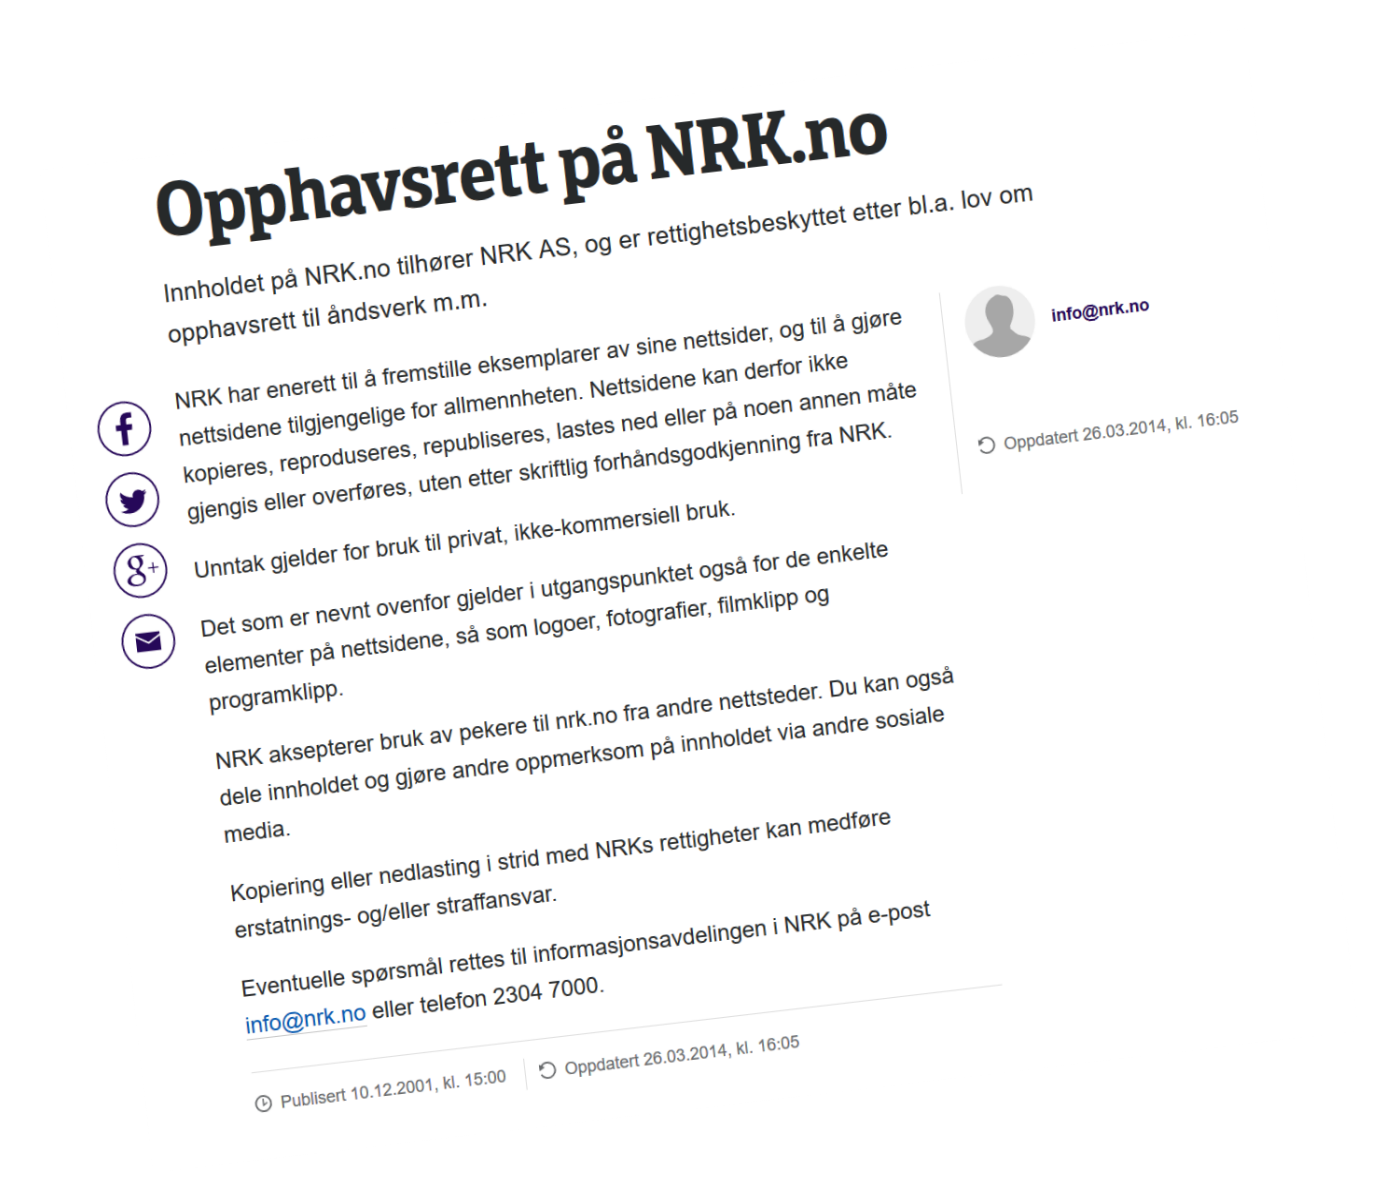 Opphavsrett på NRK.no
Innholdet på NRK.no tilhører NRK AS, og er rettighetsbeskyttet etter bl.a. lov om
opphavsrett til åndsverk m.m.
NRK har enerett til å fremstille eksemplarer av sine nettsider, og til å gjøre
nettsidene tilgjengelige for allmennheten. Nettsidene kan derfor ikke
kopieres, reproduseres, republiseres, lastes ned eller på noen annen måte
gjengis eller overføres, uten etter skriftlig forhåndsgodkjenning fra NRK.
Unntak gjelder for bruk til privat, ikke-kommersiell bruk.
Det som er nevnt ovenfor gjelder i utgangspunktet også for de enkelte
elementer på nettsidene, så som logoer, fotografier, filmklipp og
programklipp.
NRK aksepterer bruk av pekere til nrk.no fra andre nettsteder. Du kan også
dele innholdet og gjøre andre oppmerksom på innholdet via andre sosiale
media.
Kopiering eller nedlasting i strid med NRKs rettigheter kan medføre
erstatnings- og/eller straffansvar.
Eventuelle spørsmål rettes til informasjonsavdelingen i NRK på e-post
info@nrk.no eller telefon 2304 7000.
Publisert 10.12.2001, kl. 15:00
Oppdatert 26.03.2014, kl. 16:05
info@nrk.no
Oppdatert 26.03.2014, kl. 16:05
f
g+